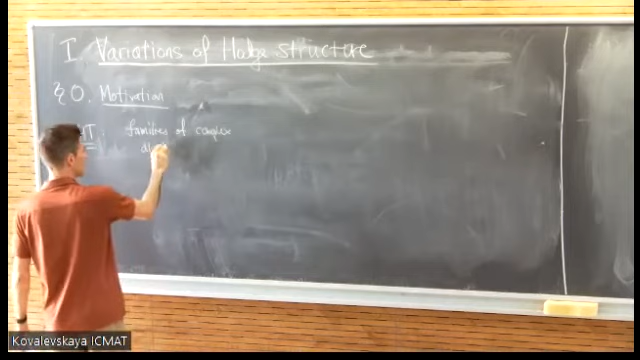 I. Variations of Hodge structure
§ 0. Motivation
families of complex
Kovalevskaya ICMAT